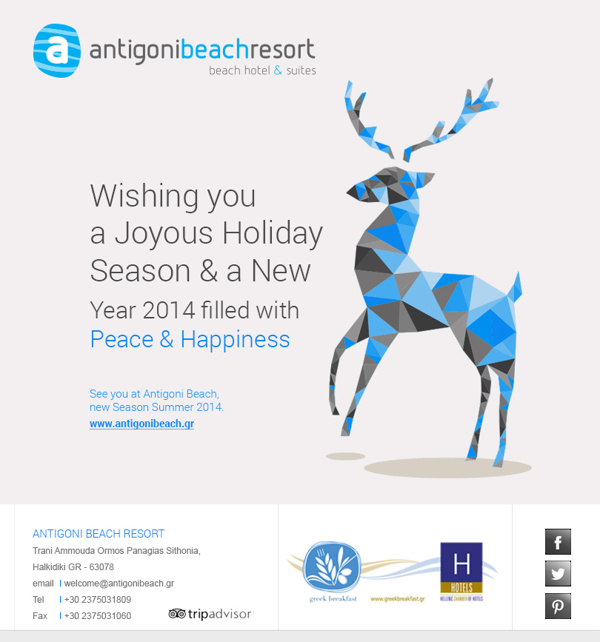 a antigonibeachresort
beach hotel & suites
Wishing you
a Joyous Holiday
Season & a New
Year 2014 filled with
Peace & Happiness
See you at Antigoni Beach,
new Season Summer 2014.
www.antigonibeach.gr
ANTIGONI BEACH RESORT
Trani Ammouda Ormos Panagias Sithonia,
Halkidiki GR - 63078
email | welcome@antigonibeach.gr
Tel | +30 2375031809
Fax | +30 2375031060
tripadvisor
greek breakfast
www.greekbreakfast.gr
H
HOTELS
HELLENIC CHAMBER OF HOTELS